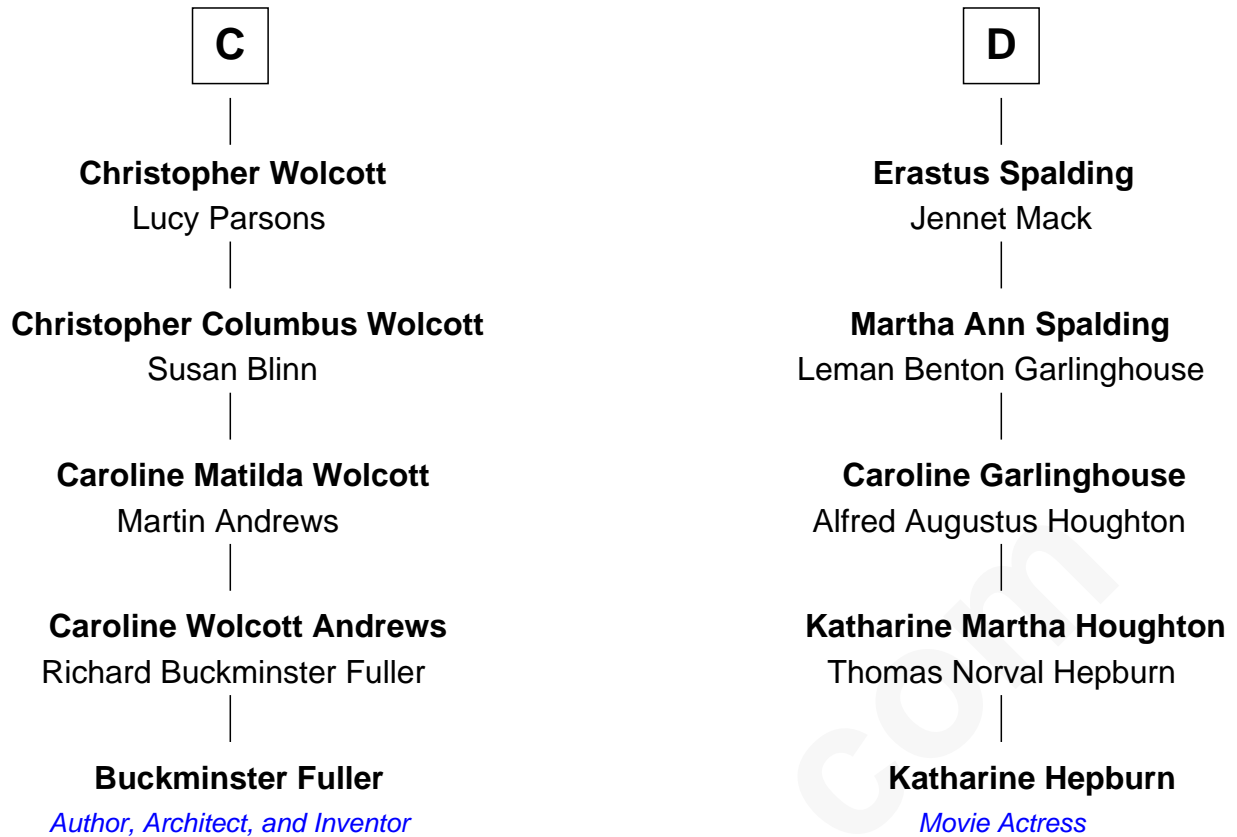 C
Christopher Wolcott
Lucy Parsons
Christopher Columbus Wolcott
Susan Blinn
Caroline Matilda Wolcott
Martin Andrews
Caroline Wolcott Andrews
Richard Buckminster Fuller
Buckminster Fuller
Author, Architect, and Inventor
D
Erastus Spalding
Jennet Mack
Martha Ann Spalding
Leman Benton Garlinghouse
Caroline Garlinghouse
Alfred Augustus Houghton
Katharine Martha Houghton
Thomas Norval Hepburn
Katharine Hepburn
Movie Actress
com